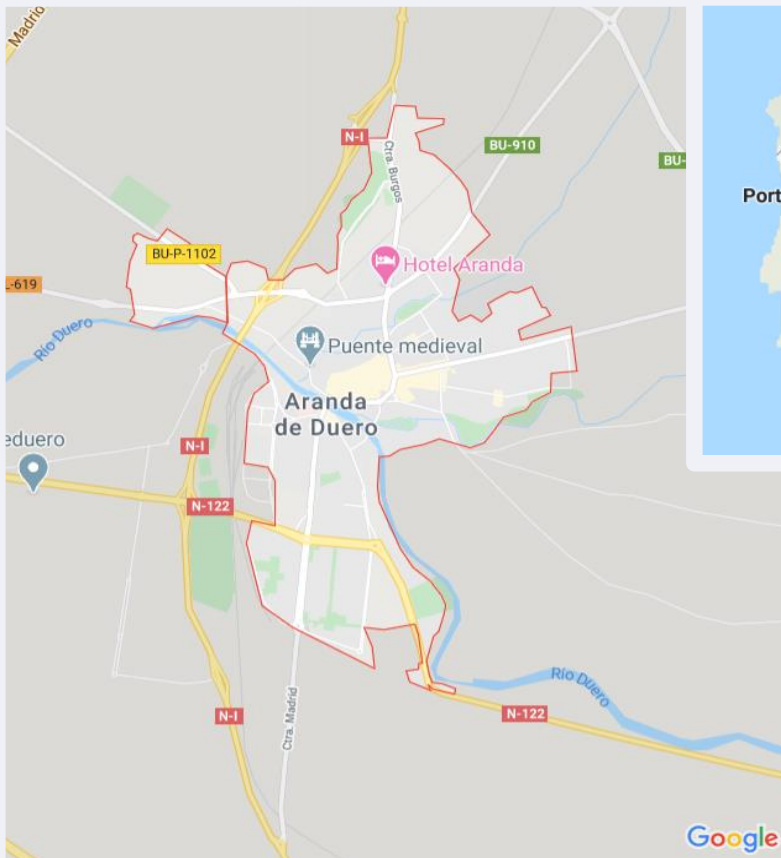 Madrid
N-I
Ctra. Burgos
BU-910
BU-
Port
BU-P-1102
Hotel Aranda
L-619
Río Duero
Puente medieval
Aranda
de Duero
eduero
N-I
N-122
Río Duero
N-I
Ctra. Madrid
N-122
Google